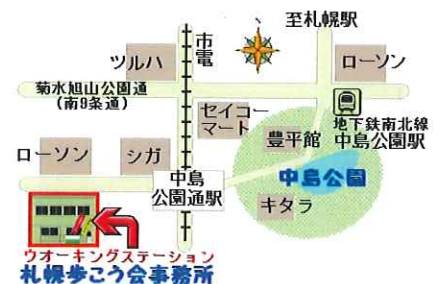 至札幌駅
市電
ツルハ
ローソン
菊水旭山公園通
(南9条通)
セイコー
マート
地下鉄南北線
中島公園駅
豊平館
ローソン
シガ
中島
公園通駅
中島公園
キタラ
ウオーキングステーション
札幌歩こう会事務所